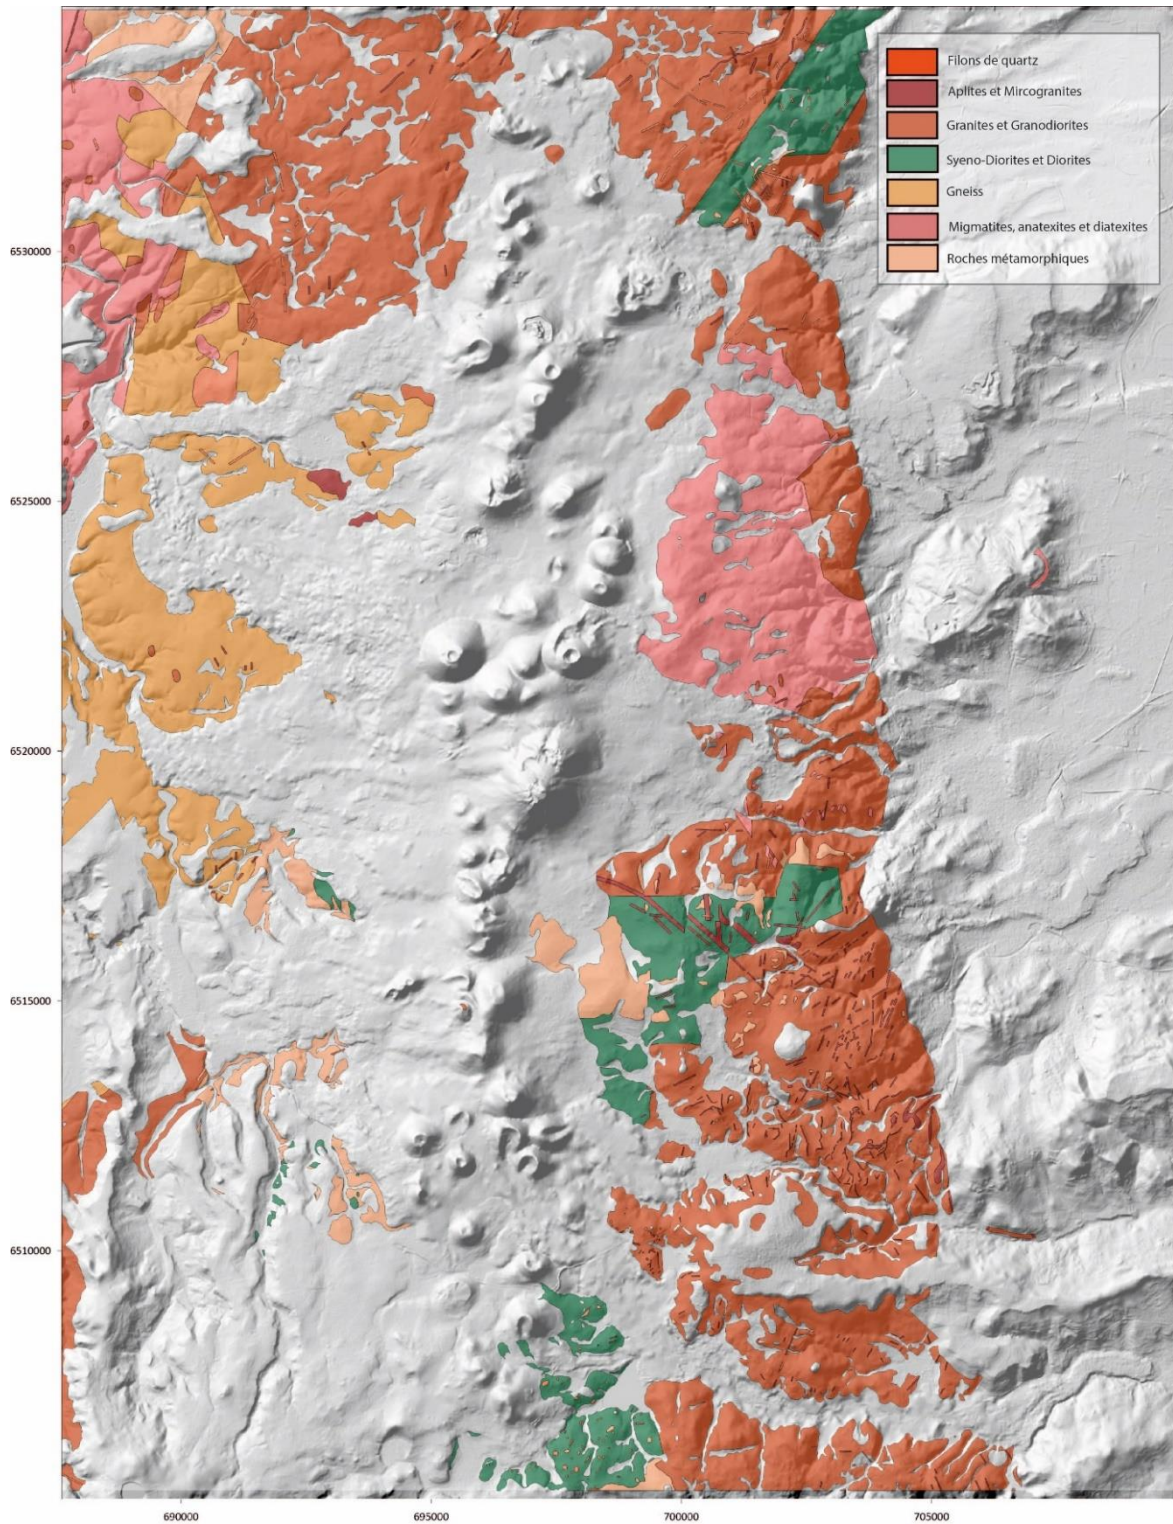 Filons de quartz
Aplites et Mircogranites
Granites et Granodiorites
Syeno-Diorites et Diorites
Gneiss
Migmatites, anatexites et diatexites
Roches métamorphiques
6530000
6525000
6520000
6515000
6510000
690000
695000
700000
705000